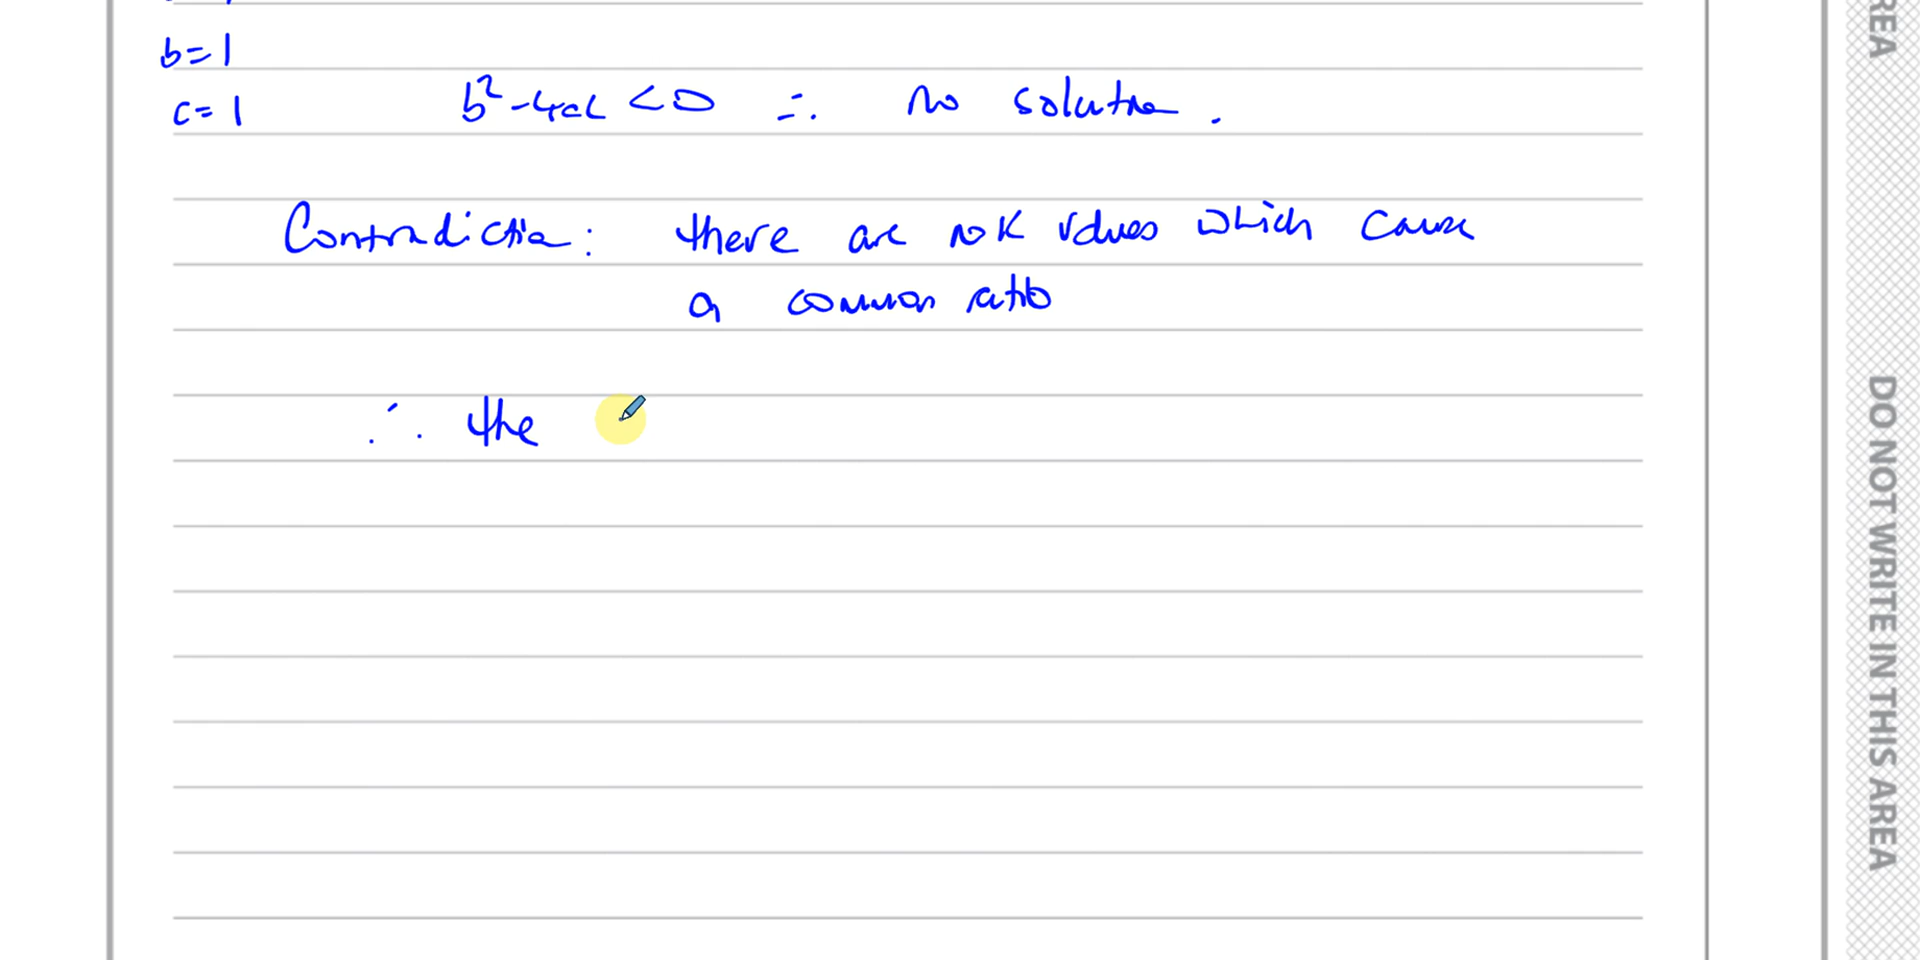 b=1
c=1 b²-4ac <0 ∴ no solution.
Contradiction: there are no k values which cause
a common ratio
∴ the
REA
DO NOT WRITE IN THIS AREA